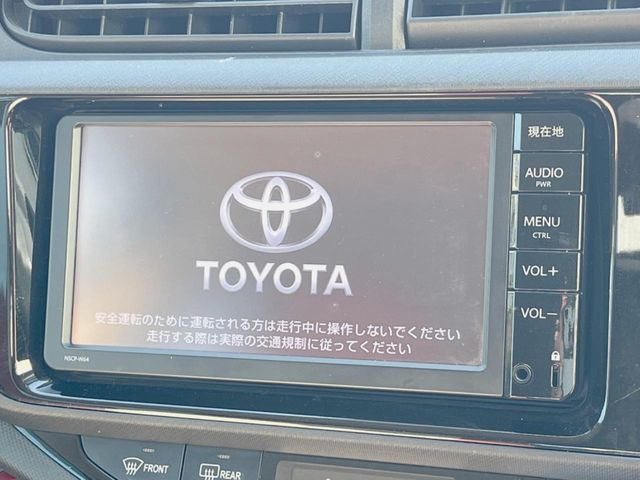 現在地
AUDIO
PWR
MENU
CTRL
VOL+
VOL−
TOYOTA
安全運転のために運転される方は走行中に操作しないでください
走行する際は実際の交通規制に従ってください
NSCP-W64
FRONT
REAR